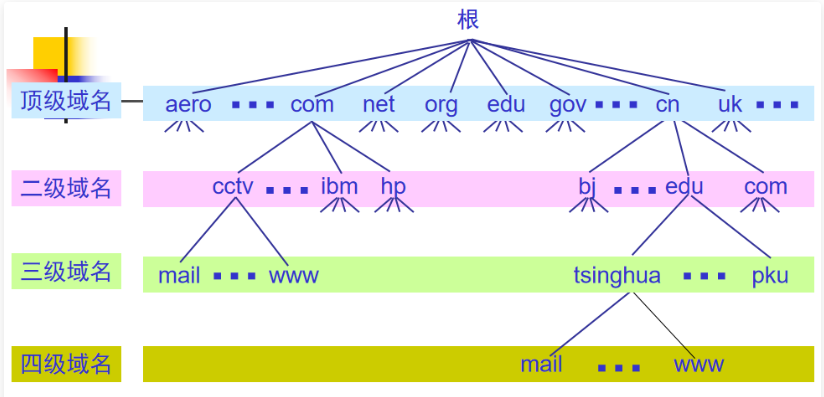 根
顶级域名 aero ▪▪▪ com net org edu gov ▪▪▪ cn uk ▪▪▪
二级域名 cctv ▪▪▪ ibm hp bj ▪▪▪ edu com
三级域名 mail ▪▪▪ www tsinghua ▪▪▪ pku
四级域名 mail ▪▪▪ www